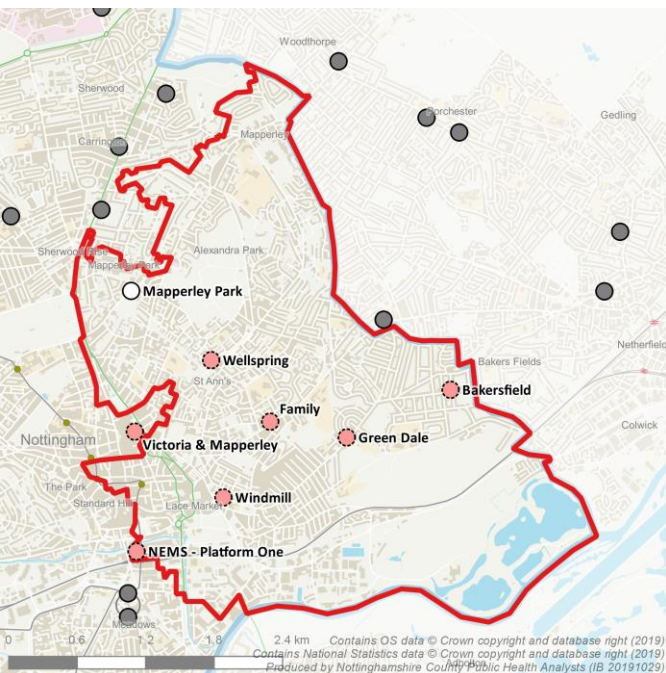 Woodthorpe
Sherwood
Porchester
Gedling
Mapperley
Alexandra Park
Sherwood Rise
Mapperley Park
Mapperley Park
Netherfield
Wellspring
Bakers Fields
St Ann's
Bakersfield
Family
Colwick
Nottingham
Victoria & Mapperley
Green Dale
The Park
Windmill
Standard Hill
Lace Market
NEMS - Platform One
Meadows
0 0.6 1.2 1.8 2.4 km
Contains OS data © Crown copyright and database right (2019)
Contains National Statistics data © Crown copyright and database right (2019)
Produced by Nottinghamshire County Public Health Analysts (IB 20191029)